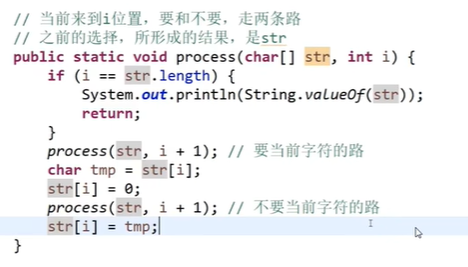 // 当前来到i位置，要和不要，走两条路
// 之前的选择，所形成的结果，是str
public static void process(char[] str, int i) {
    if (i == str.length) {
        System.out.println(String.valueOf(str));
        return;
    }
    process(str, i + 1); // 要当前字符的路
    char tmp = str[i];
    str[i] = 0;
    process(str, i + 1); // 不要当前字符的路
    str[i] = tmp;
}